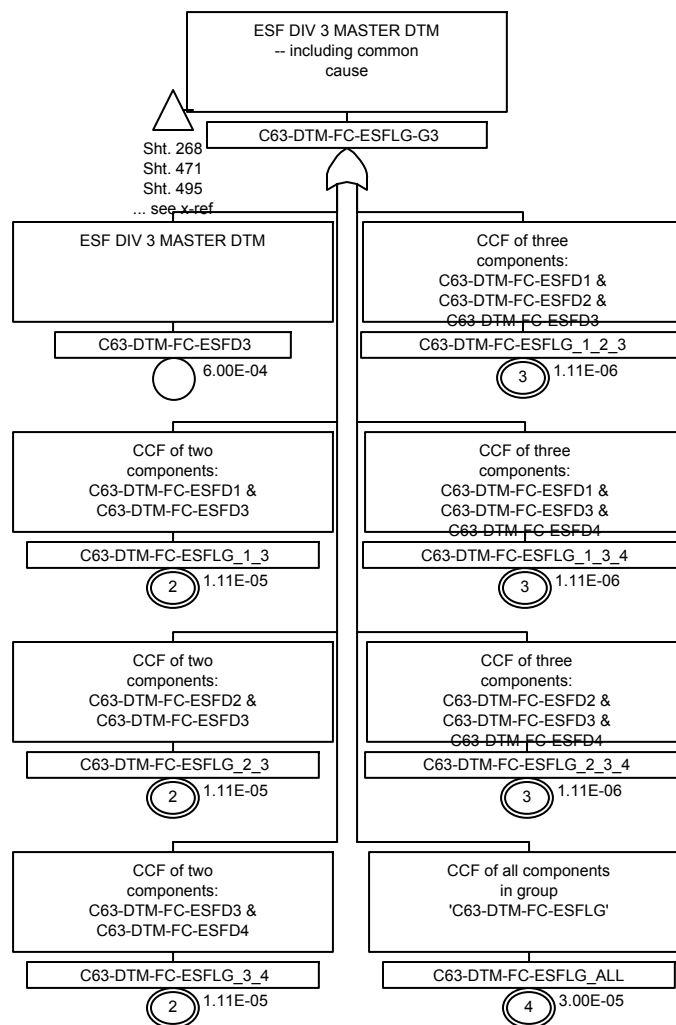 ESF DIV 3 MASTER DTM
-- including common
cause
C63-DTM-FC-ESFLG-G3
Sht. 268
Sht. 471
Sht. 495
... see x-ref
ESF DIV 3 MASTER DTM
C63-DTM-FC-ESFD3
6.00E-04
CCF of three
components:
C63-DTM-FC-ESFD1 &
C63-DTM-FC-ESFD2 &
C63-DTM-FC-ESFD3
C63-DTM-FC-ESFLG_1_2_3
3
1.11E-06
CCF of two
components:
C63-DTM-FC-ESFD1 &
C63-DTM-FC-ESFD3
C63-DTM-FC-ESFLG_1_3
2
1.11E-05
CCF of three
components:
C63-DTM-FC-ESFD1 &
C63-DTM-FC-ESFD3 &
C63-DTM-FC-ESFD4
C63-DTM-FC-ESFLG_1_3_4
3
1.11E-06
CCF of two
components:
C63-DTM-FC-ESFD2 &
C63-DTM-FC-ESFD3
C63-DTM-FC-ESFLG_2_3
2
1.11E-05
CCF of three
components:
C63-DTM-FC-ESFD2 &
C63-DTM-FC-ESFD3 &
C63-DTM-FC-ESFD4
C63-DTM-FC-ESFLG_2_3_4
3
1.11E-06
CCF of two
components:
C63-DTM-FC-ESFD3 &
C63-DTM-FC-ESFD4
C63-DTM-FC-ESFLG_3_4
2
1.11E-05
CCF of all components
in group
'C63-DTM-FC-ESFLG'
C63-DTM-FC-ESFLG_ALL
4
3.00E-05